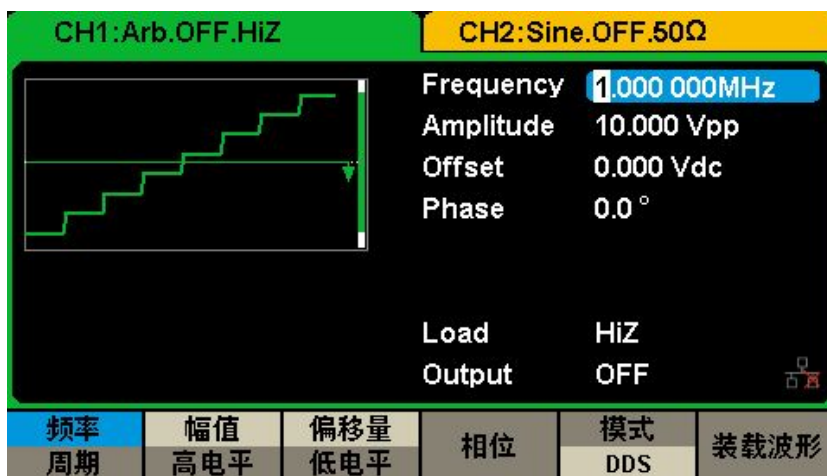 CH1:Arb.OFF.HiZ
CH2:Sine.OFF.50Ω
Frequency 1.000 000MHz
Amplitude 10.000 Vpp
Offset 0.000 Vdc
Phase 0.0 °
Load HiZ
Output OFF
频率 幅值 偏移量 相位 模式 装载波形
周期 高电平 低电平 DDS